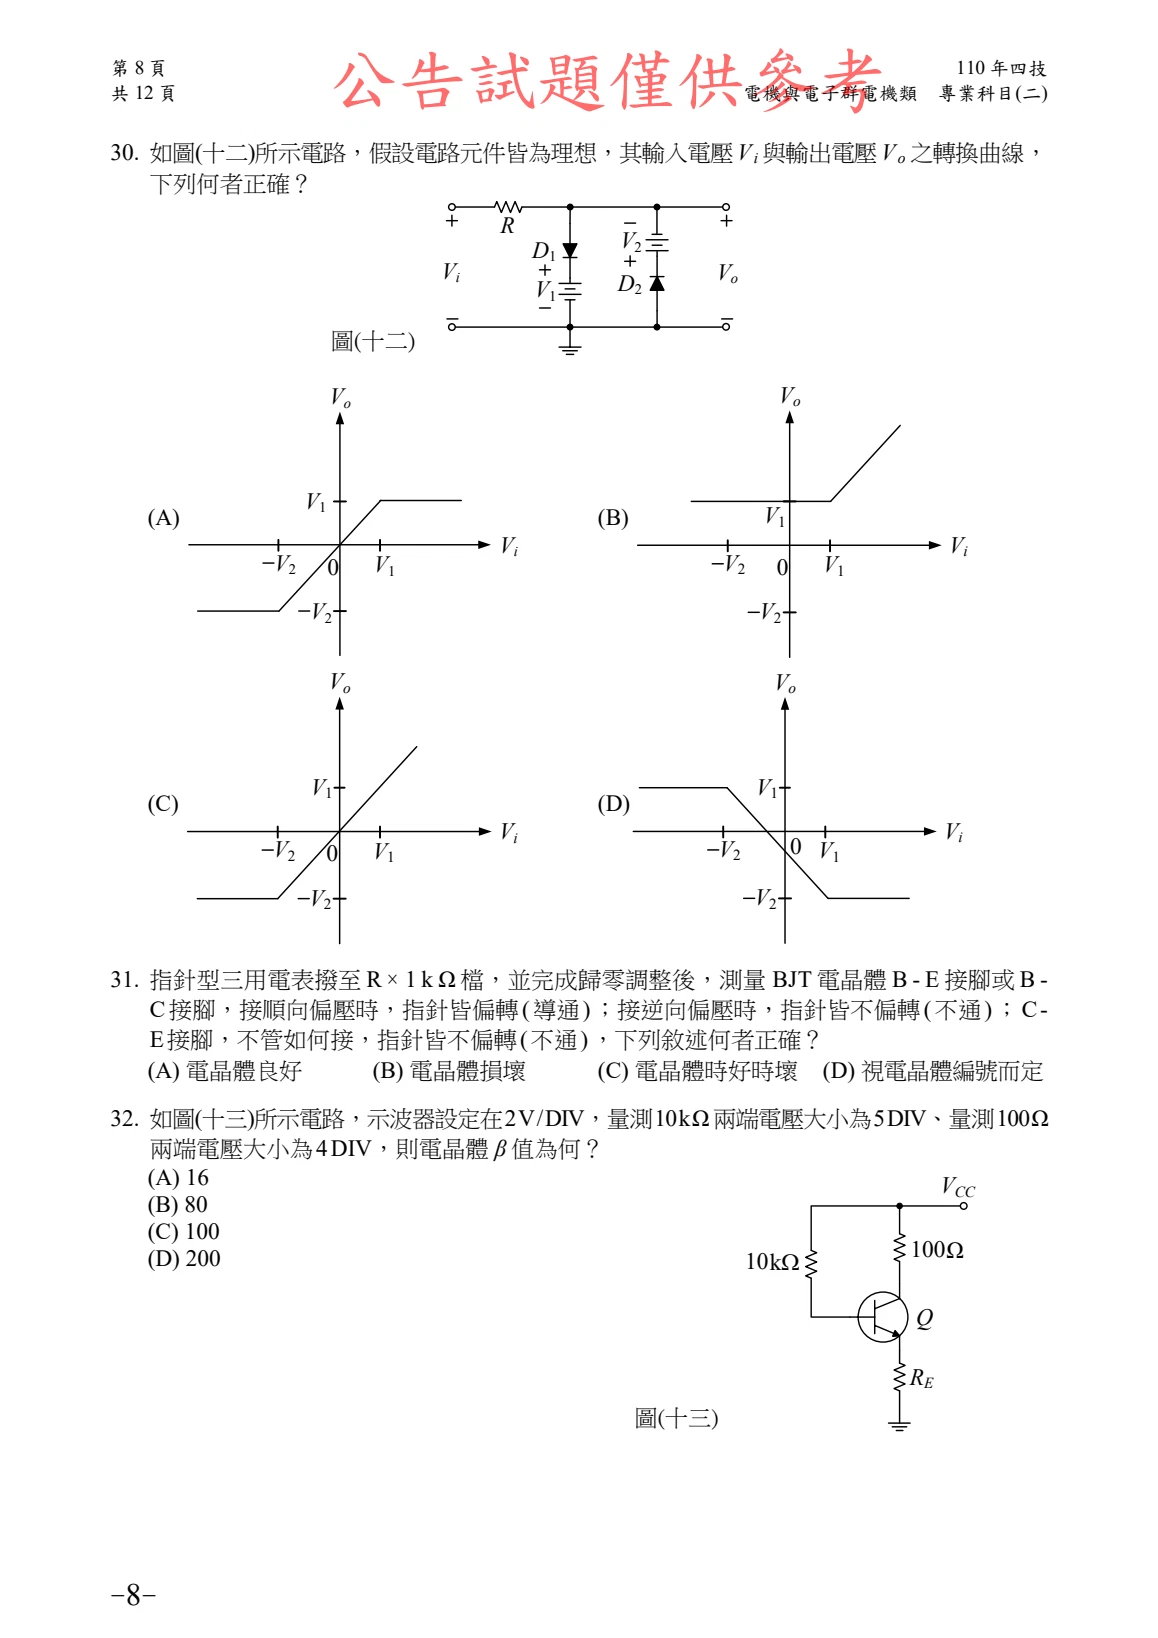 第 8 頁
共 12 頁
公告試題僅供參考
110 年四技
電機與電子群電機類 專業科目(二)
30. 如圖(十二)所示電路，假設電路元件皆為理想，其輸入電壓 Vi 與輸出電壓 Vo 之轉換曲線，
下列何者正確？
+ R D1 + V1 − − V2 + D2 +
Vi Vo
− −
圖(十二)
(A) Vo V1 −V2 0 V1 Vi −V2
(B) Vo V1 −V2 0 V1 Vi −V2
(C) Vo V1 −V2 0 V1 Vi −V2
(D) Vo V1 −V2 0 V1 Vi −V2
31. 指針型三用電表撥至 R × 1 k Ω 檔，並完成歸零調整後，測量 BJT 電晶體 B - E 接腳或 B -
C 接腳，接順向偏壓時，指針皆偏轉 ( 導通 )；接逆向偏壓時，指針皆不偏轉 ( 不通 )； C -
E 接腳，不管如何接，指針皆不偏轉 ( 不通 )，下列敘述何者正確？
(A) 電晶體良好 (B) 電晶體損壞 (C) 電晶體時好時壞 (D) 視電晶體編號而定
32. 如圖(十三)所示電路，示波器設定在2V/DIV，量測10kΩ 兩端電壓大小為5DIV、量測100Ω
兩端電壓大小為4DIV，則電晶體 β 值為何？
(A) 16
(B) 80
(C) 100
(D) 200
VCC
100Ω
10kΩ
Q
RE
圖(十三)
−8−